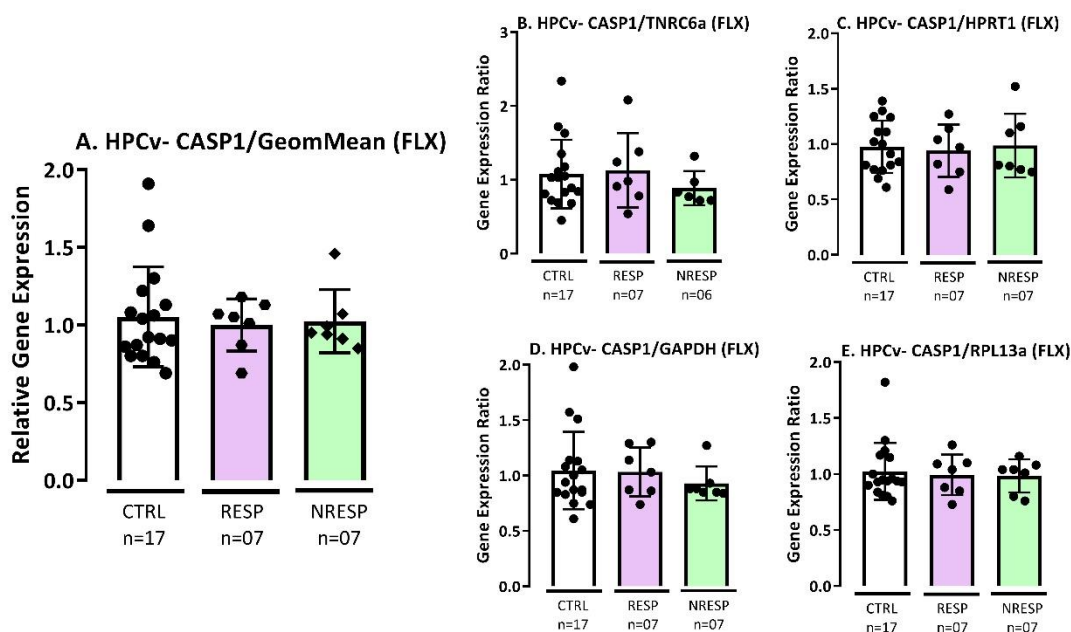 A. HPCv- CASP1/GeomMean (FLX)
Relative Gene Expression
2.0
1.5
1.0
0.5
0.0
CTRL RESP NRESP
n=17 n=07 n=07
B. HPCv- CASP1/TNRC6a (FLX)
Gene Expression Ratio
3
2
1
0
CTRL RESP NRESP
n=17 n=07 n=06
C. HPCv- CASP1/HPRT1 (FLX)
Gene Expression Ratio
2.0
1.5
1.0
0.5
0.0
CTRL RESP NRESP
n=17 n=07 n=07
D. HPCv- CASP1/GAPDH (FLX)
Gene Expression Ratio
2.0
1.5
1.0
0.5
0.0
CTRL RESP NRESP
n=17 n=07 n=07
E. HPCv- CASP1/RPL13a (FLX)
Gene Expression Ratio
2.0
1.5
1.0
0.5
0.0
CTRL RESP NRESP
n=17 n=07 n=07